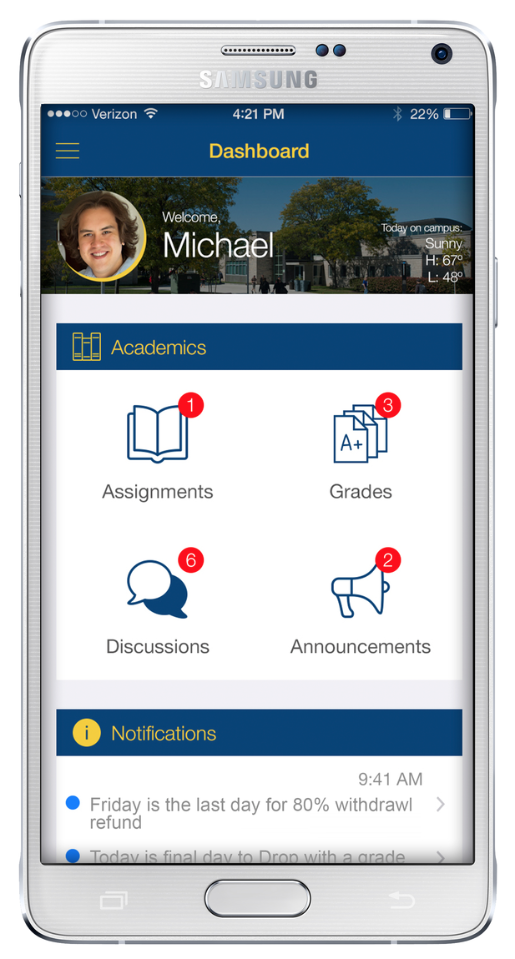 SAMSUNG
Verizon 4:21 PM 22%
Dashboard
Welcome,
Michael
Today on campus:
Sunny
H: 67º
L: 48º
Academics
1
3
A+
Assignments
Grades
6
2
Discussions
Announcements
i Notifications
9:41 AM
Friday is the last day for 80% withdrawl
refund
Today is final day to Drop with a grade